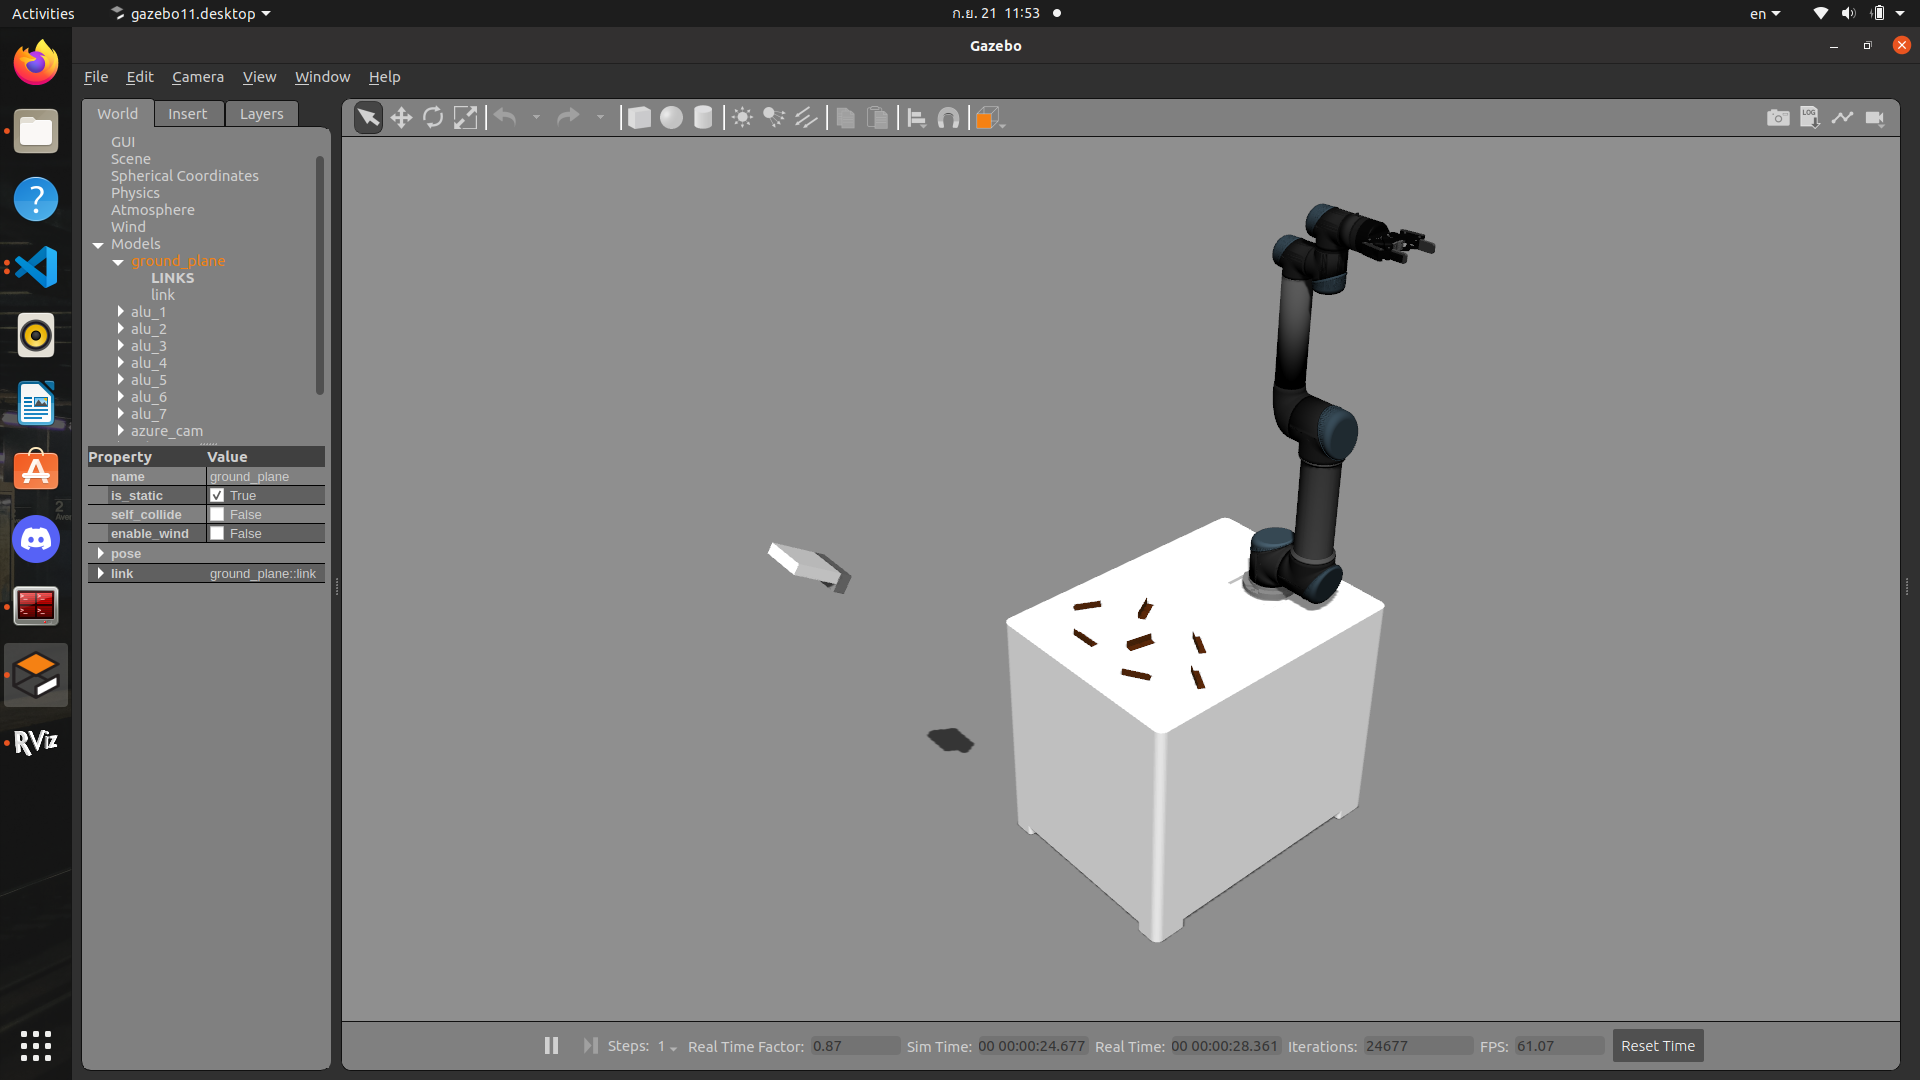 Activities
gazebo11.desktop
ก.ย. 21 11:53
en
Gazebo
File
Edit
Camera
View
Window
Help
World
Insert
Layers
LOG
GUI
Scene
Spherical Coordinates
Physics
Atmosphere
Wind
Models
ground_plane
LINKS
link
alu_1
alu_2
alu_3
alu_4
alu_5
alu_6
alu_7
azure_cam
Property Value
name ground_plane
is_static True
self_collide False
enable_wind False
pose
link ground_plane::link
RViz
Steps: 1
Real Time Factor: 0.87
Sim Time: 00 00:00:24.677
Real Time: 00 00:00:28.361
Iterations: 24677
FPS: 61.07
Reset Time